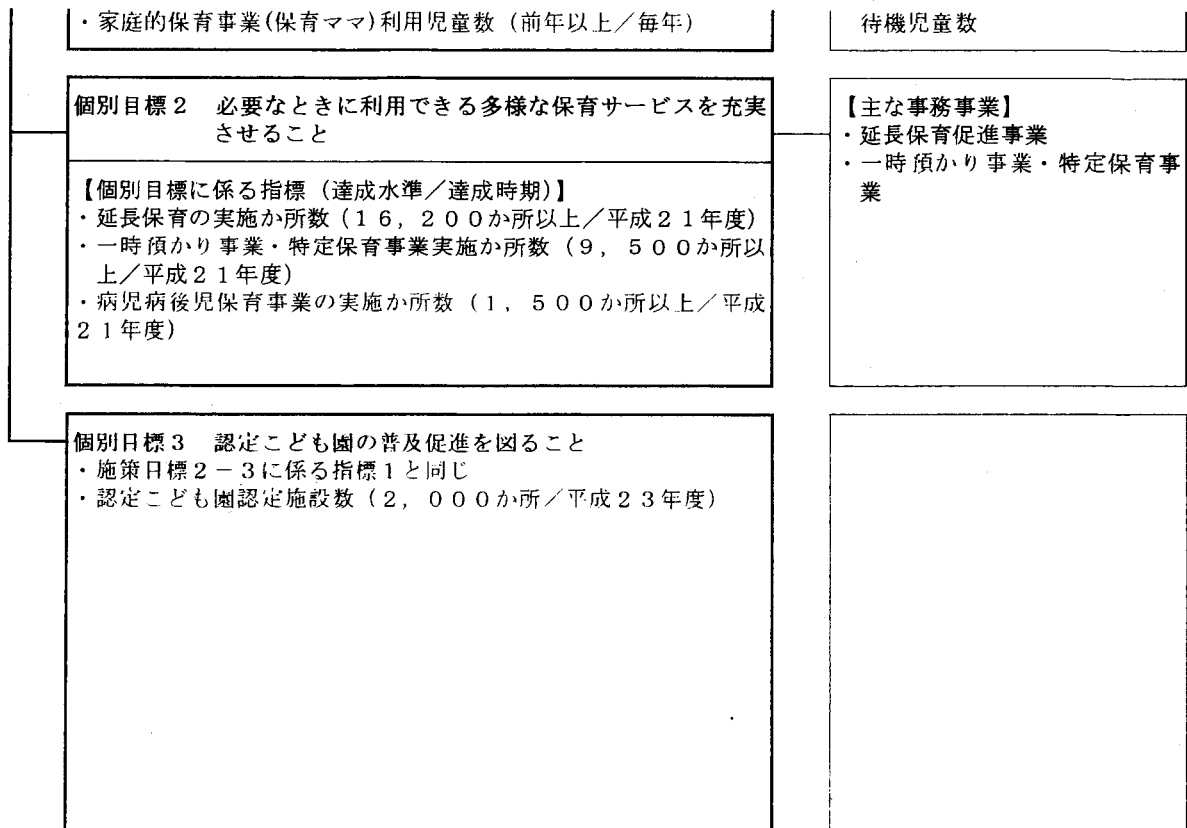 ・家庭的保育事業(保育ママ)利用児童数（前年以上／毎年）
待機児童数
個別目標２　必要なときに利用できる多様な保育サービスを充実
させること
【個別目標に係る指標（達成水準／達成時期）】
・延長保育の実施か所数（１６，２００か所以上／平成２１年度）
・一時預かり事業・特定保育事業実施か所数（９，５００か所以
上／平成２１年度）
・病児病後児保育事業の実施か所数（１，５００か所以上／平成
２１年度）
【主な事務事業】
・延長保育促進事業
・一時預かり事業・特定保育事
業
個別目標３　認定こども園の普及促進を図ること
・施策目標２－３に係る指標１と同じ
・認定こども園認定施設数（２，０００か所／平成２３年度）